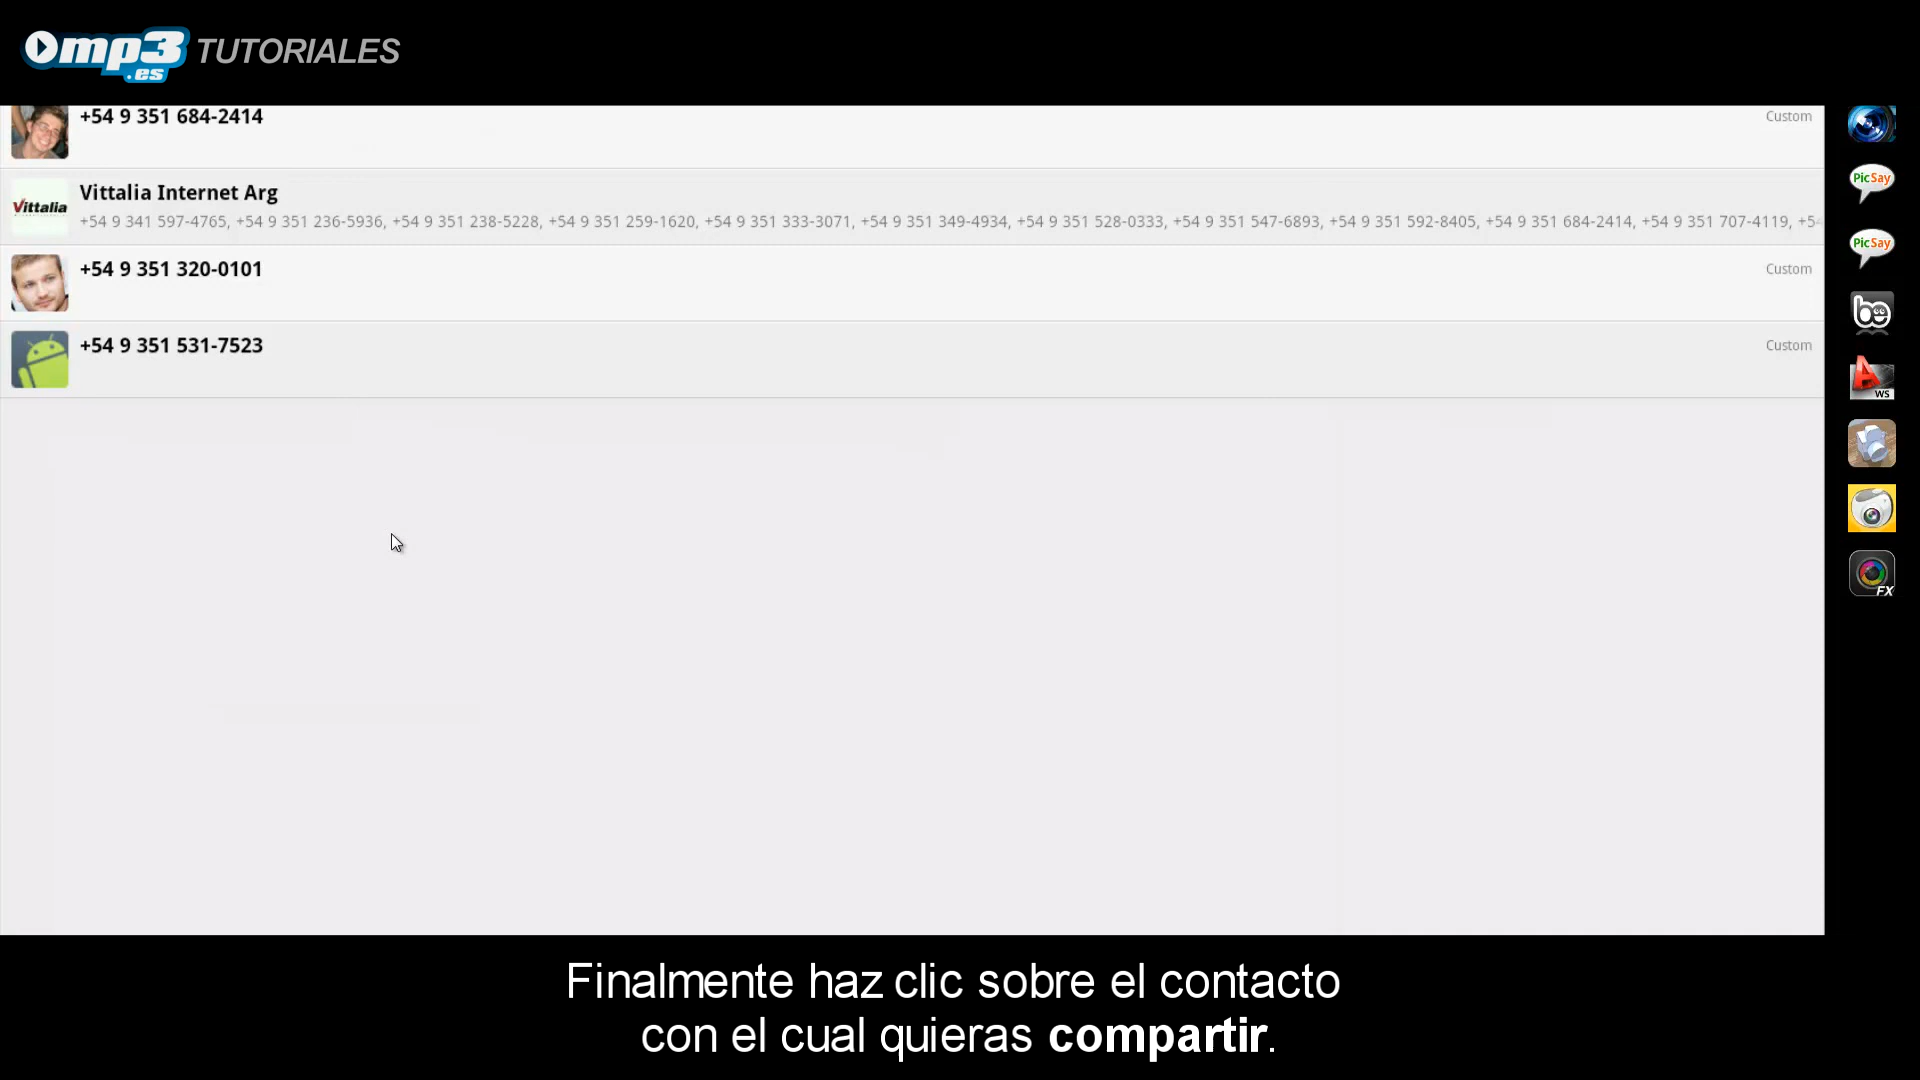 mp3 TUTORIALES
.es
+54 9 351 684-2414 Custom
Vittalia Vittalia Internet Arg
+54 9 341 597-4765, +54 9 351 236-5936, +54 9 351 238-5228, +54 9 351 259-1620, +54 9 351 333-3071, +54 9 351 349-4934, +54 9 351 528-0333, +54 9 351 547-6893, +54 9 351 592-8405, +54 9 351 684-2414, +54 9 351 707-4119, +54
+54 9 351 320-0101 Custom
+54 9 351 531-7523 Custom
PicSay
PicSay
be
A
WS
FX
Finalmente haz clic sobre el contacto
con el cual quieras compartir.